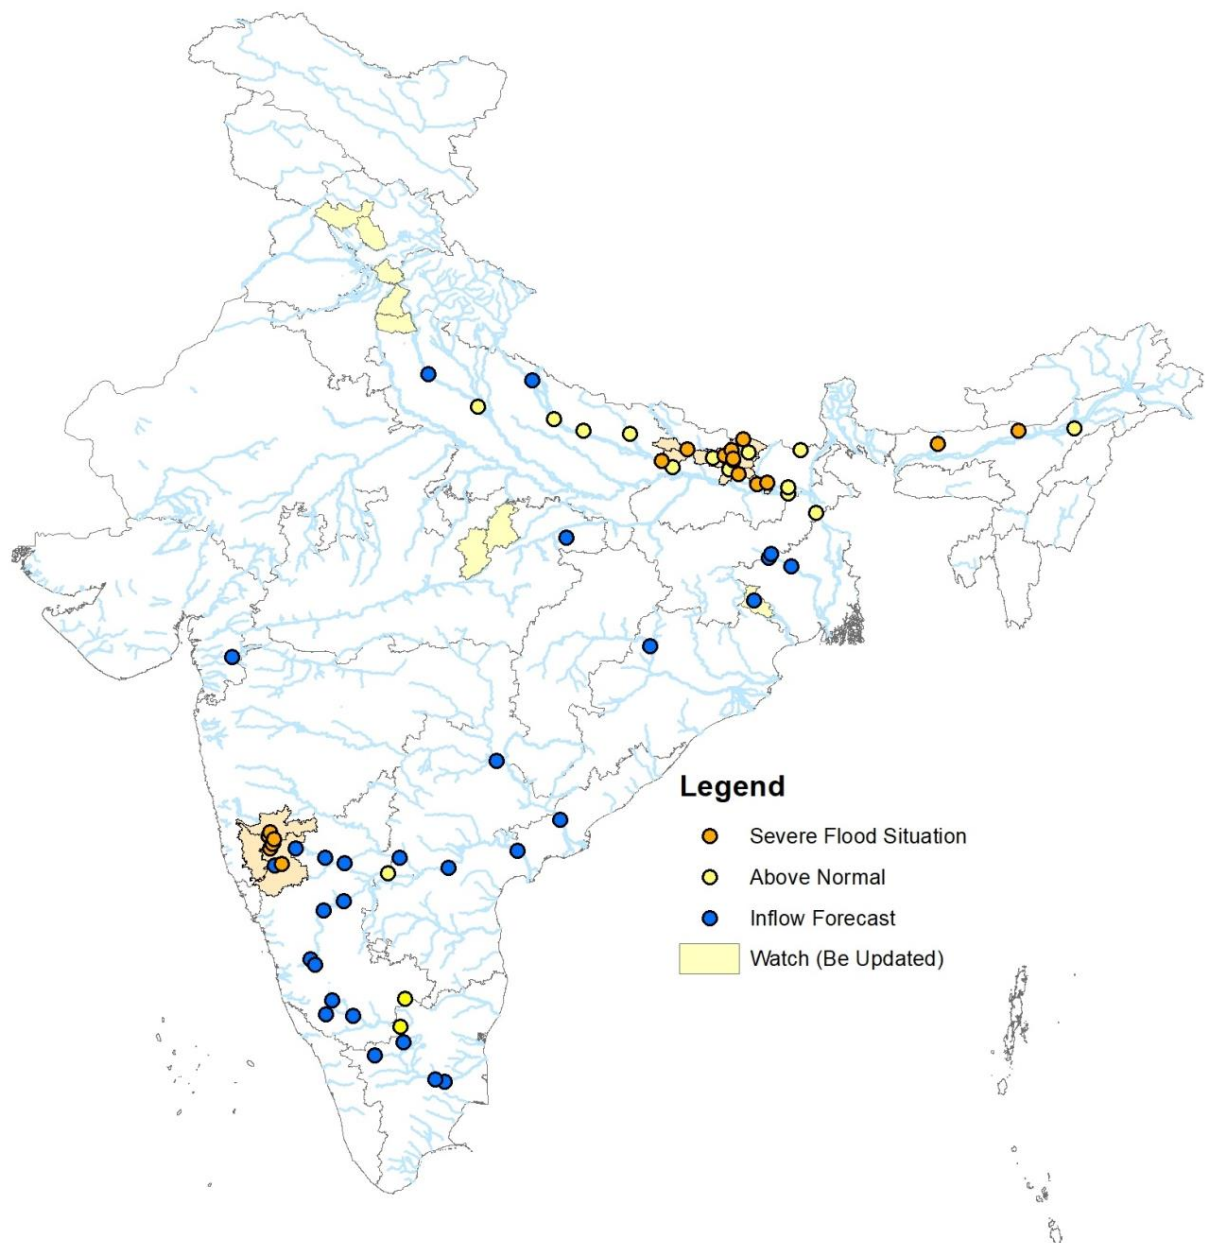 Legend
Severe Flood Situation
Above Normal
Inflow Forecast
Watch (Be Updated)